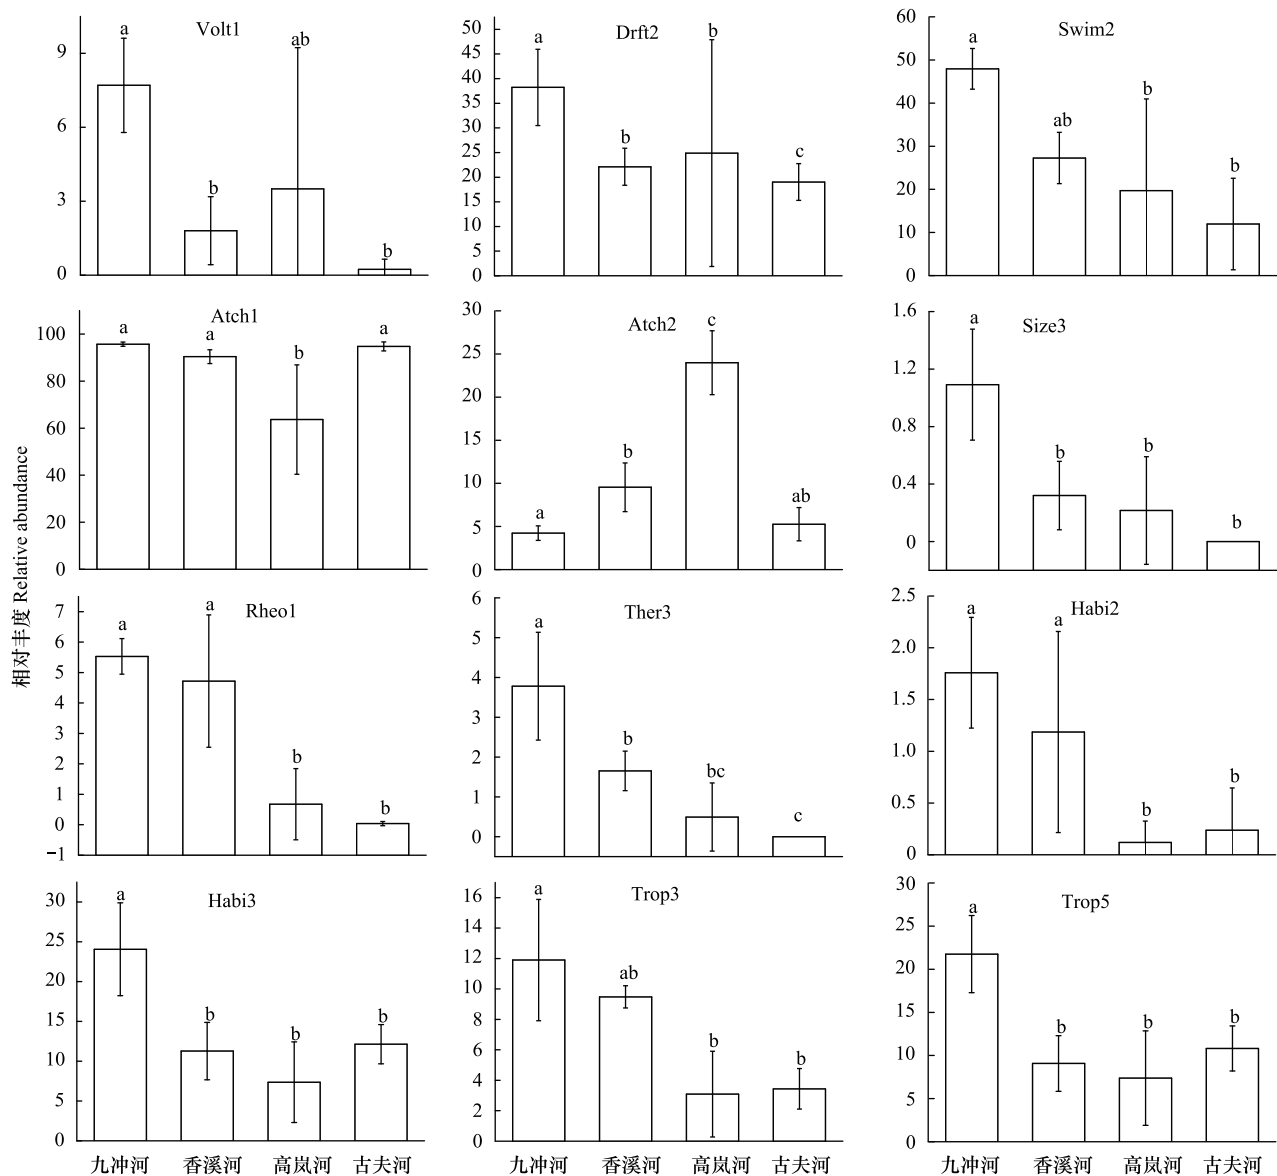 Volt1
9
6
3
0
a
b
ab
b
Drft2
50
45
40
35
30
25
20
15
10
5
0
a
b
b
c
Swim2
60
50
40
30
20
10
0
a
ab
b
b
相对丰度 Relative abundance
Atch1
100
80
60
40
20
0
a
a
b
a
Atch2
30
25
20
15
10
5
0
a
b
c
ab
Size3
1.6
1.2
0.8
0.4
0
a
b
b
b
Rheo1
7
6
5
4
3
2
1
0
−1
a
a
b
b
Ther3
6
5
4
3
2
1
0
a
b
bc
c
Habi2
2.5
2.0
1.5
1.0
0.5
0
a
a
b
b
Habi3
30
25
20
15
10
5
0
a
b
b
b
九冲河 香溪河 高岚河 古夫河
Trop3
16
14
12
10
8
6
4
2
0
a
ab
b
b
九冲河 香溪河 高岚河 古夫河
Trop5
30
25
20
15
10
5
0
a
b
b
b
九冲河 香溪河 高岚河 古夫河